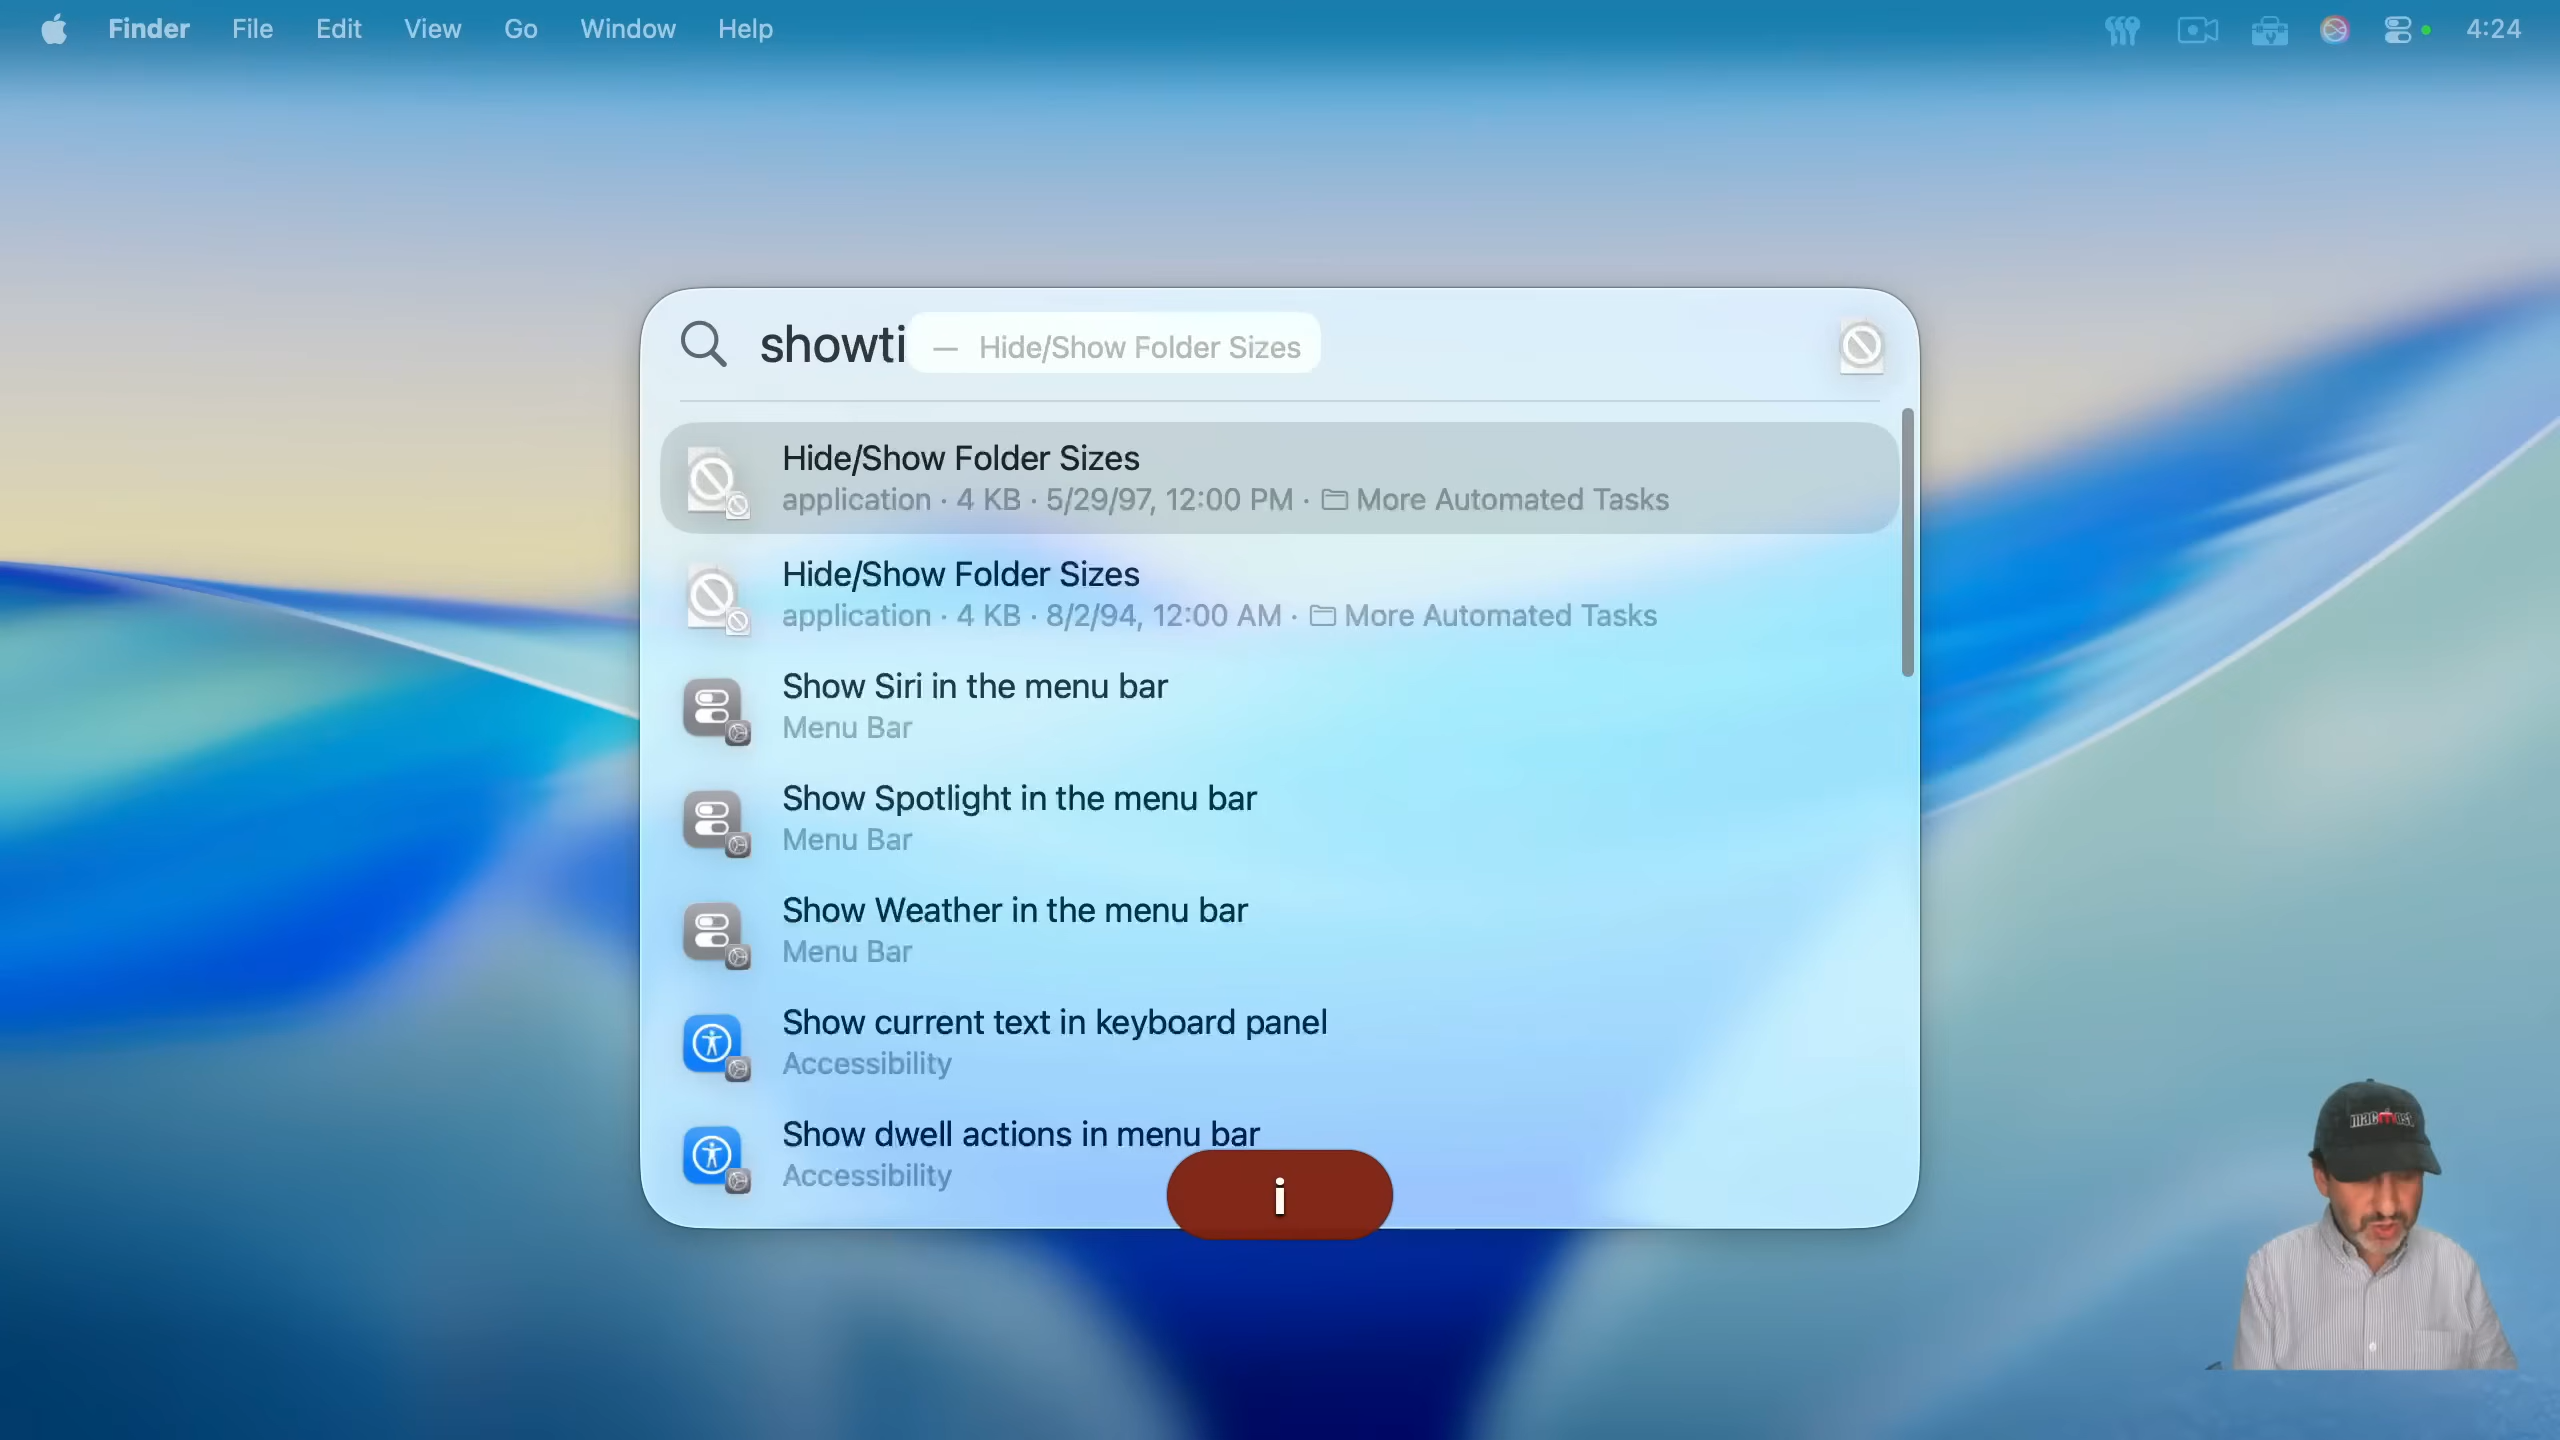 Finder File Edit View Go Window Help 4:24
showti — Hide/Show Folder Sizes
Hide/Show Folder Sizes
application · 4 KB · 5/29/97, 12:00 PM · More Automated Tasks
Hide/Show Folder Sizes
application · 4 KB · 8/2/94, 12:00 AM · More Automated Tasks
Show Siri in the menu bar
Menu Bar
Show Spotlight in the menu bar
Menu Bar
Show Weather in the menu bar
Menu Bar
Show current text in keyboard panel
Accessibility
Show dwell actions in menu bar
Accessibility
i
macmost